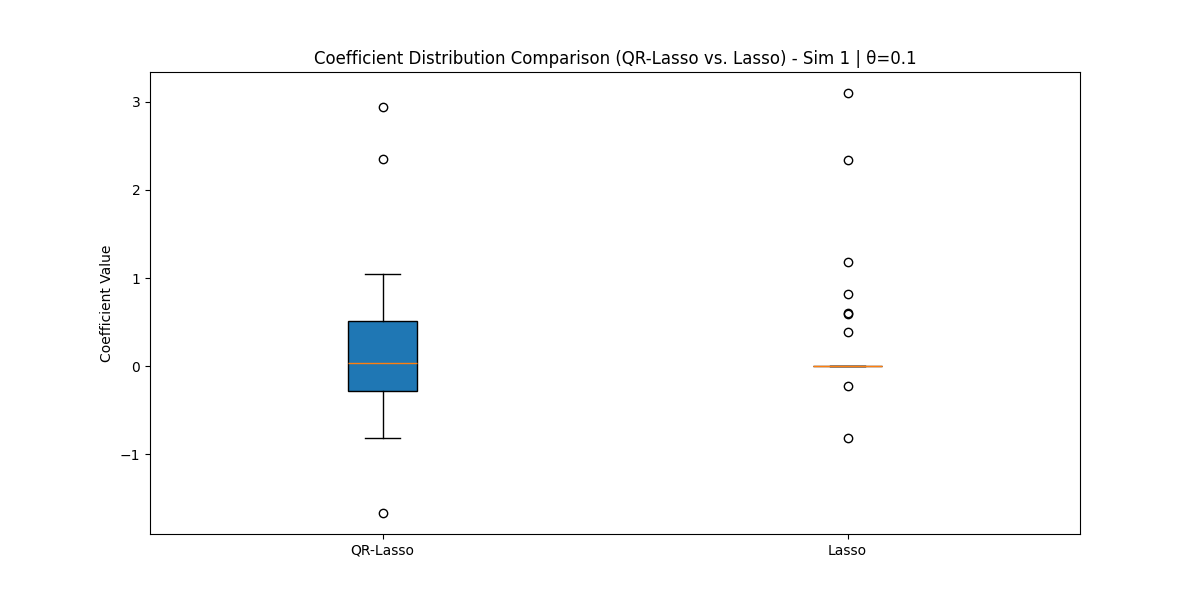 Coefficient Distribution Comparison (QR-Lasso vs. Lasso) - Sim 1 | θ=0.1
Coefficient Value
3
2
1
0
−1
QR-Lasso
Lasso